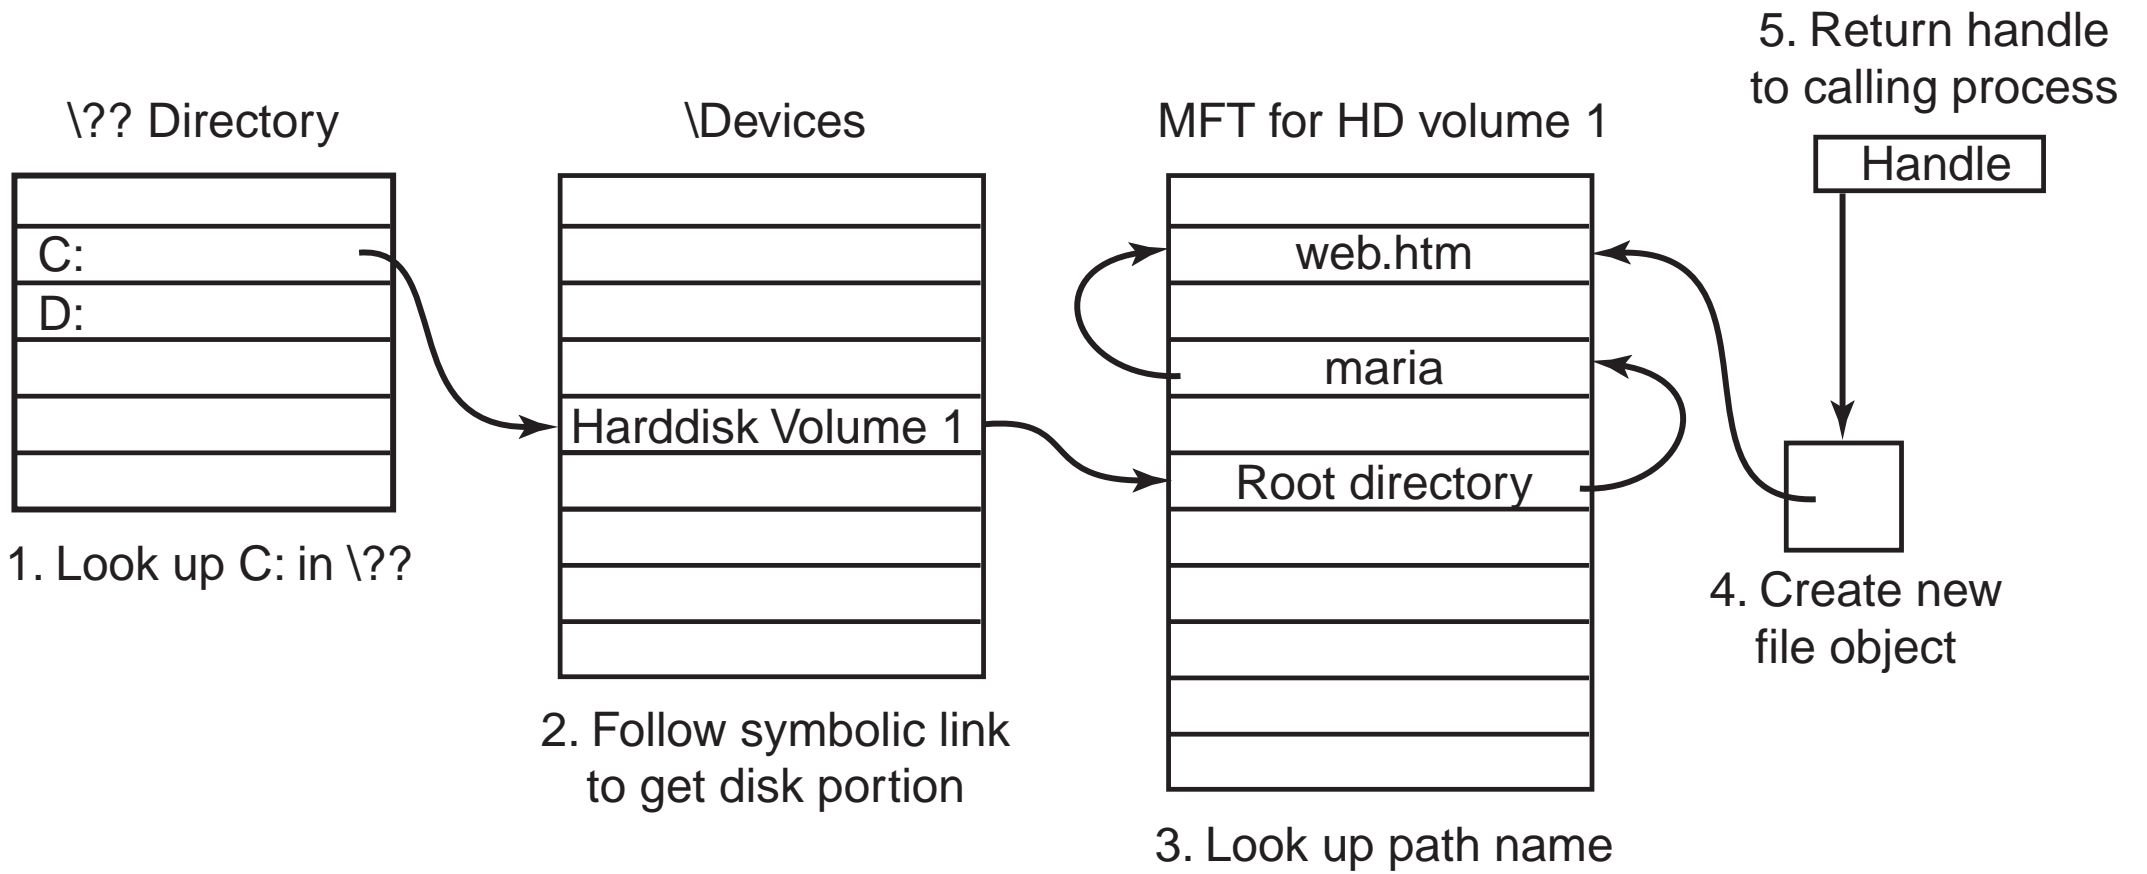 \?? Directory
C:
D:
1. Look up C: in \??
\Devices
Harddisk Volume 1
2. Follow symbolic link
to get disk portion
MFT for HD volume 1
web.htm
maria
Root directory
3. Look up path name
5. Return handle
to calling process
Handle
4. Create new
file object